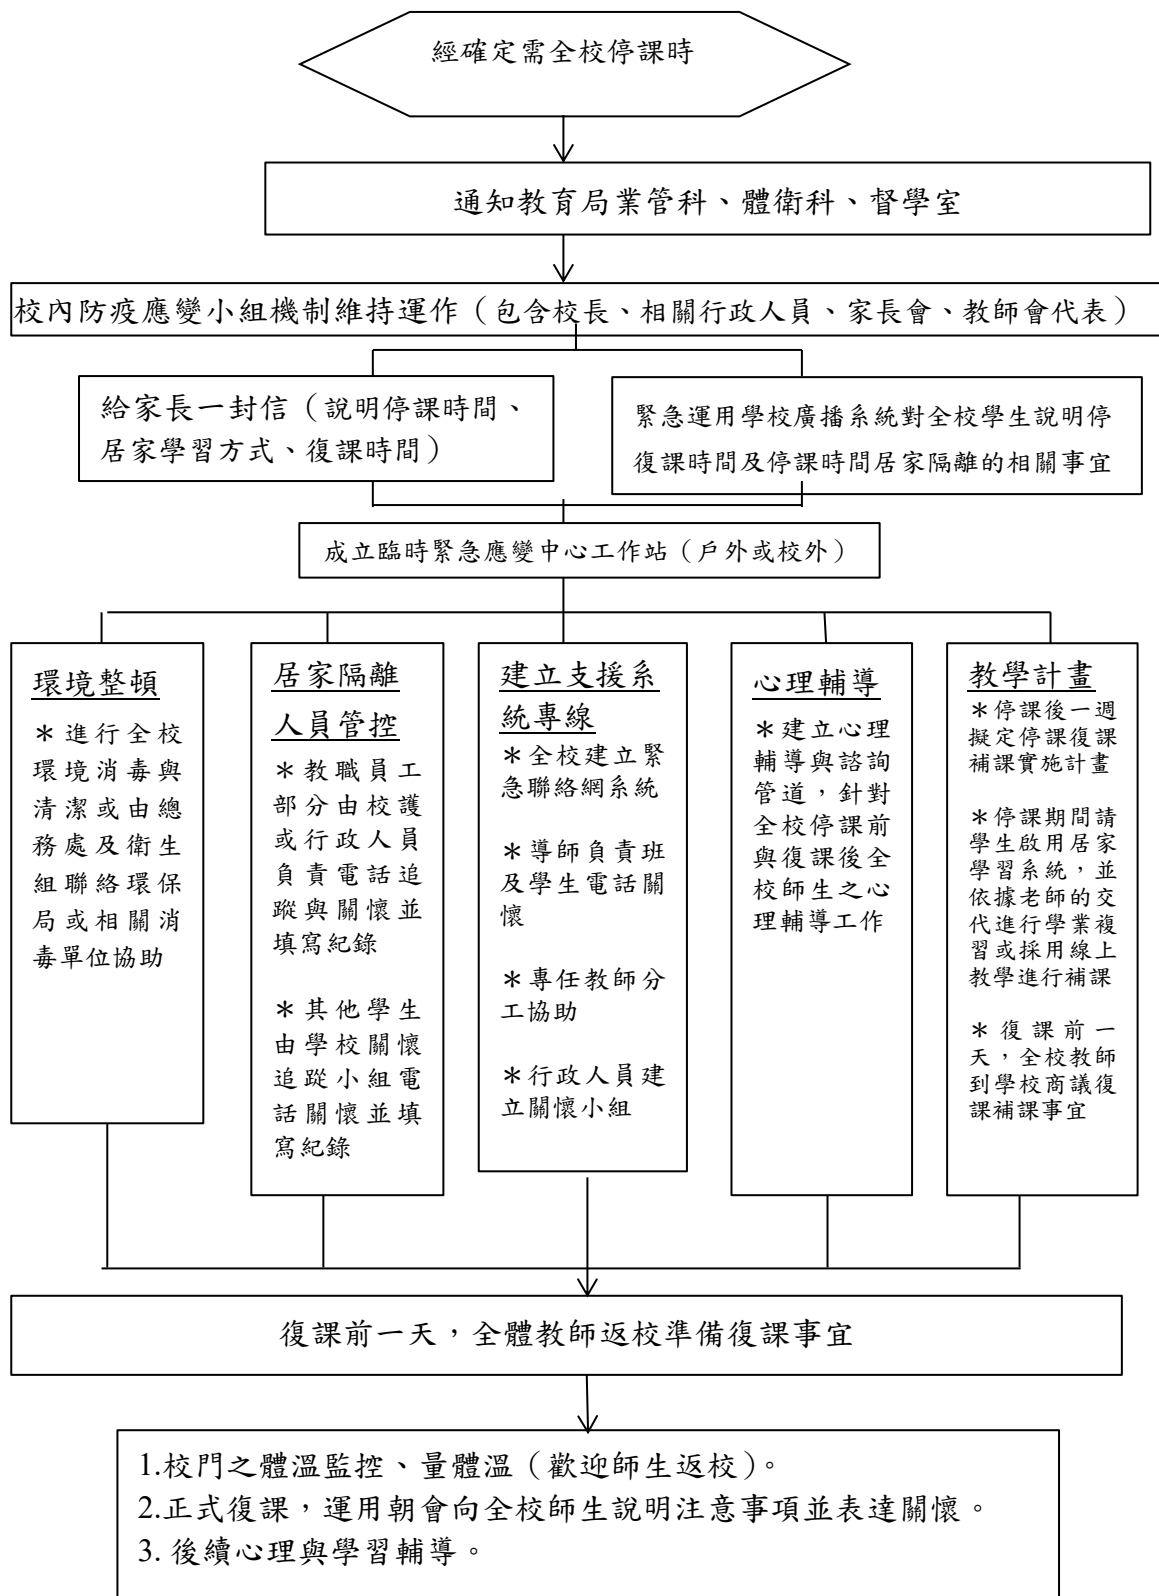 經確定需全校停課時
通知教育局業管科、體衛科、督學室
校內防疫應變小組機制維持運作（包含校長、相關行政人員、家長會、教師會代表）
給家長一封信（說明停課時間、
居家學習方式、復課時間）
緊急運用學校廣播系統對全校學生說明停
復課時間及停課時間居家隔離的相關事宜
成立臨時緊急應變中心工作站（戶外或校外）
環境整頓
＊進行全校
環境消毒與
清潔或由總
務處及衛生
組聯絡環保
局或相關消
毒單位協助
居家隔離
人員管控
＊教職員工
部分由校護
或行政人員
負責電話追
蹤與關懷並
填寫紀錄
＊其他學生
由學校關懷
追蹤小組電
話關懷並填
寫紀錄
建立支援系
統專線
＊全校建立緊
急聯絡網系統
＊導師負責班
及學生電話關
懷
＊專任教師分
工協助
＊行政人員建
立關懷小組
心理輔導
＊建立心理
輔導與諮詢
管道，針對
全校停課前
與復課後全
校師生之心
理輔導工作
教學計畫
＊停課後一週
擬定停課復課
補課實施計畫
＊停課期間請
學生啟用居家
學習系統，並
依據老師的交
代進行學業複
習或採用線上
教學進行補課
＊復課前一
天，全校教師
到學校商議復
課補課事宜
復課前一天，全體教師返校準備復課事宜
1.校門之體溫監控、量體溫（歡迎師生返校）。
2.正式復課，運用朝會向全校師生說明注意事項並表達關懷。
3. 後續心理與學習輔導。